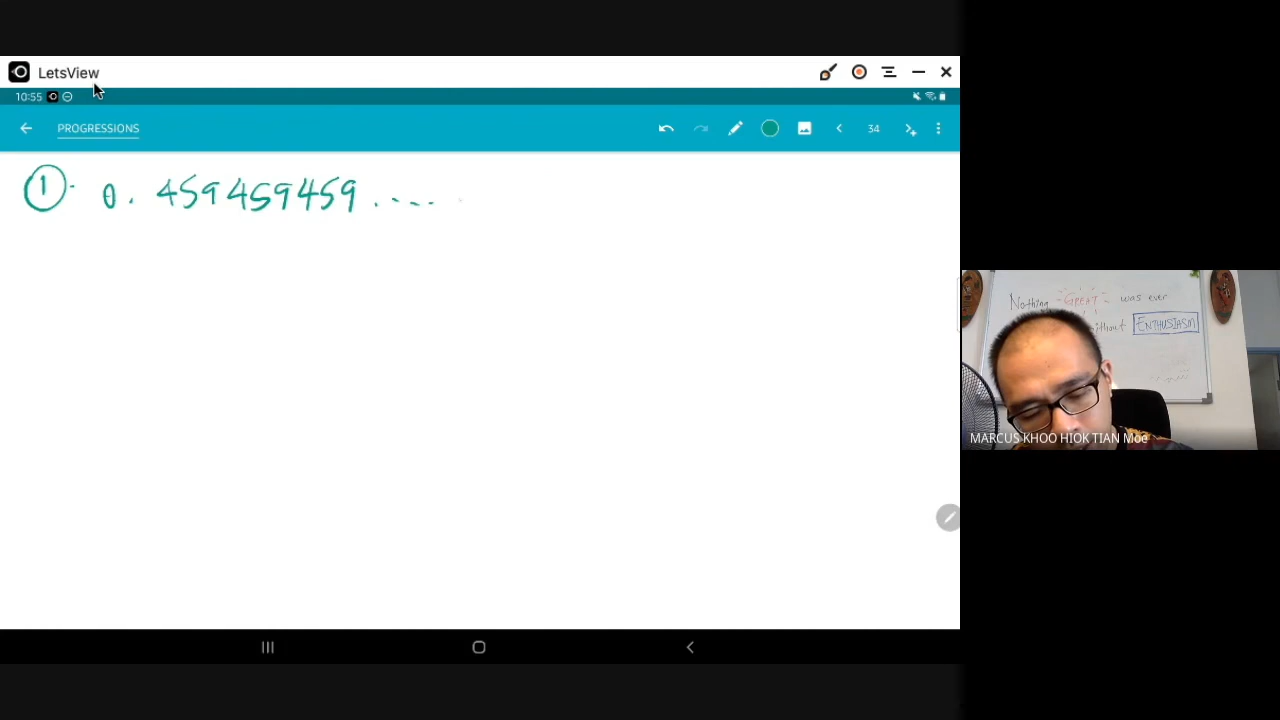 LetsView
10:55
PROGRESSIONS
34
1. 0.459459459.....
Nothing GREAT was ever
without ENTHUSIASM
MARCUS KHOO HIOK TIAN Moe